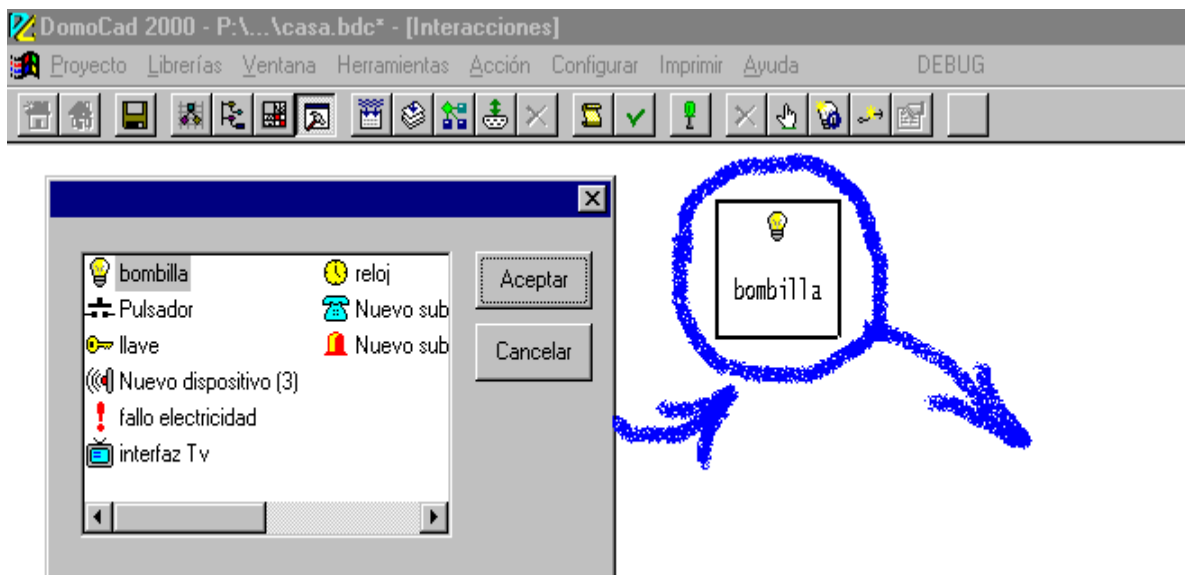 DomoCad 2000 - P:\...\casa.bdc* - [Interacciones]
Proyecto Librerías Ventana Herramientas Acción Configurar Imprimir Ayuda DEBUG
bombilla
Pulsador
llave
Nuevo dispositivo (3)
fallo electricidad
interfaz Tv
reloj
Nuevo sub
Nuevo sub
Aceptar
Cancelar
bombilla